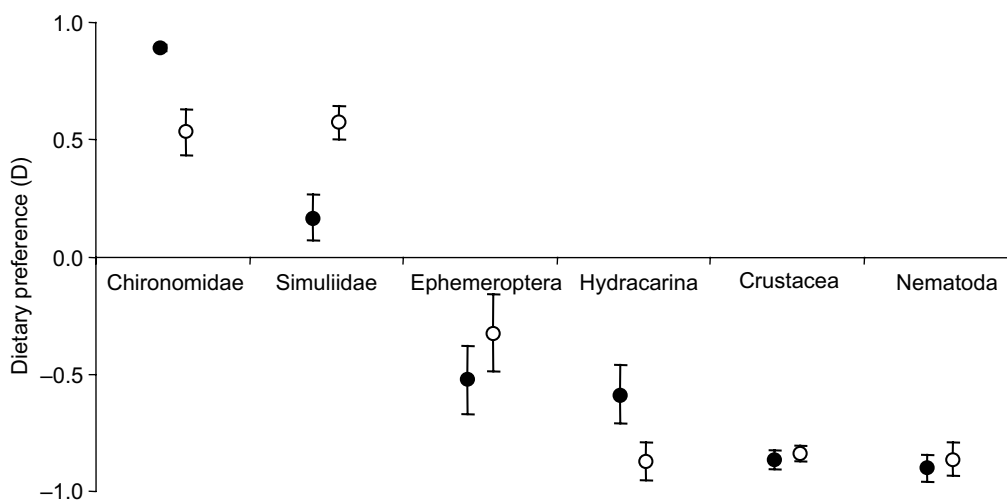 Dietary preference (D)
1.0
0.5
0.0
–0.5
–1.0
Chironomidae Simuliidae Ephemeroptera Hydracarina Crustacea Nematoda